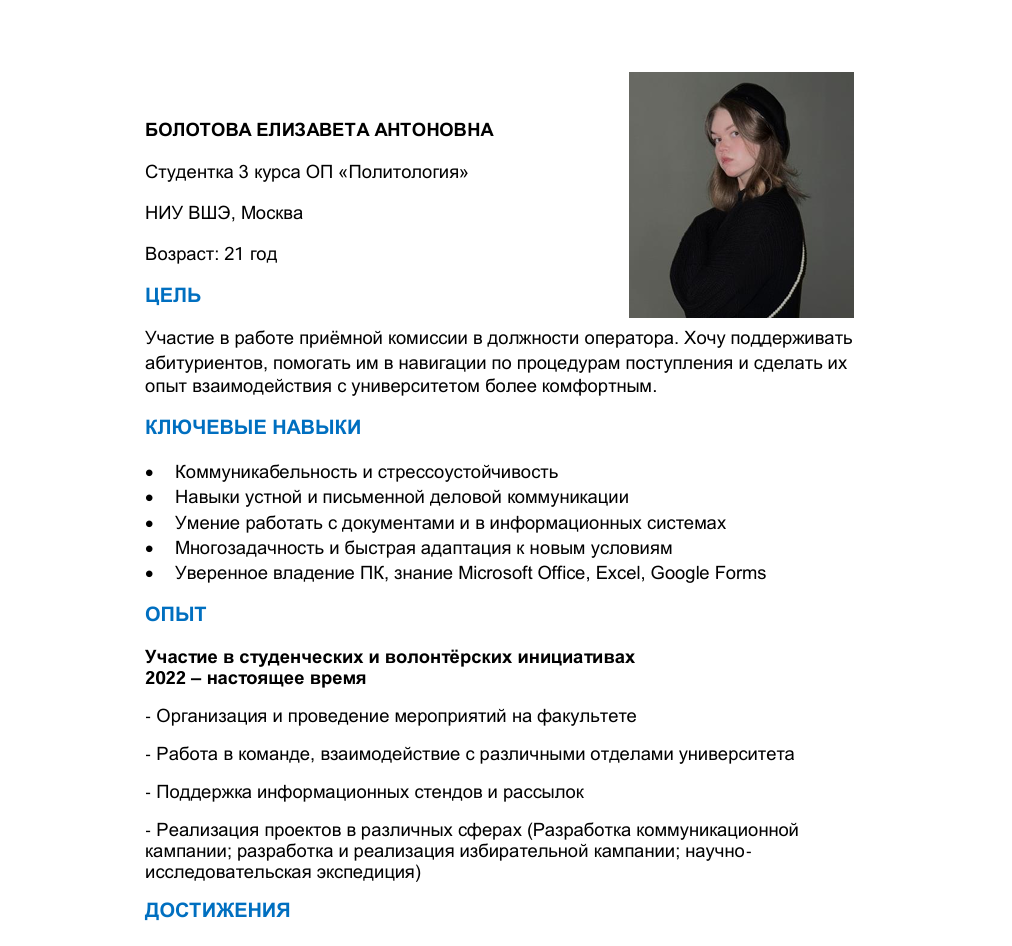 БОЛОТОВА ЕЛИЗАВЕТА АНТОНОВНА
Студентка 3 курса ОП «Политология»
НИУ ВШЭ, Москва
Возраст: 21 год
ЦЕЛЬ
Участие в работе приёмной комиссии в должности оператора. Хочу поддерживать
абитуриентов, помогать им в навигации по процедурам поступления и сделать их
опыт взаимодействия с университетом более комфортным.
КЛЮЧЕВЫЕ НАВЫКИ
• Коммуникабельность и стрессоустойчивость
• Навыки устной и письменной деловой коммуникации
• Умение работать с документами и в информационных системах
• Многозадачность и быстрая адаптация к новым условиям
• Уверенное владение ПК, знание Microsoft Office, Excel, Google Forms
ОПЫТ
Участие в студенческих и волонтёрских инициативах
2022 – настоящее время
- Организация и проведение мероприятий на факультете
- Работа в команде, взаимодействие с различными отделами университета
- Поддержка информационных стендов и рассылок
- Реализация проектов в различных сферах (Разработка коммуникационной
кампании; разработка и реализация избирательной кампании; научно-
исследовательская экспедиция)
ДОСТИЖЕНИЯ